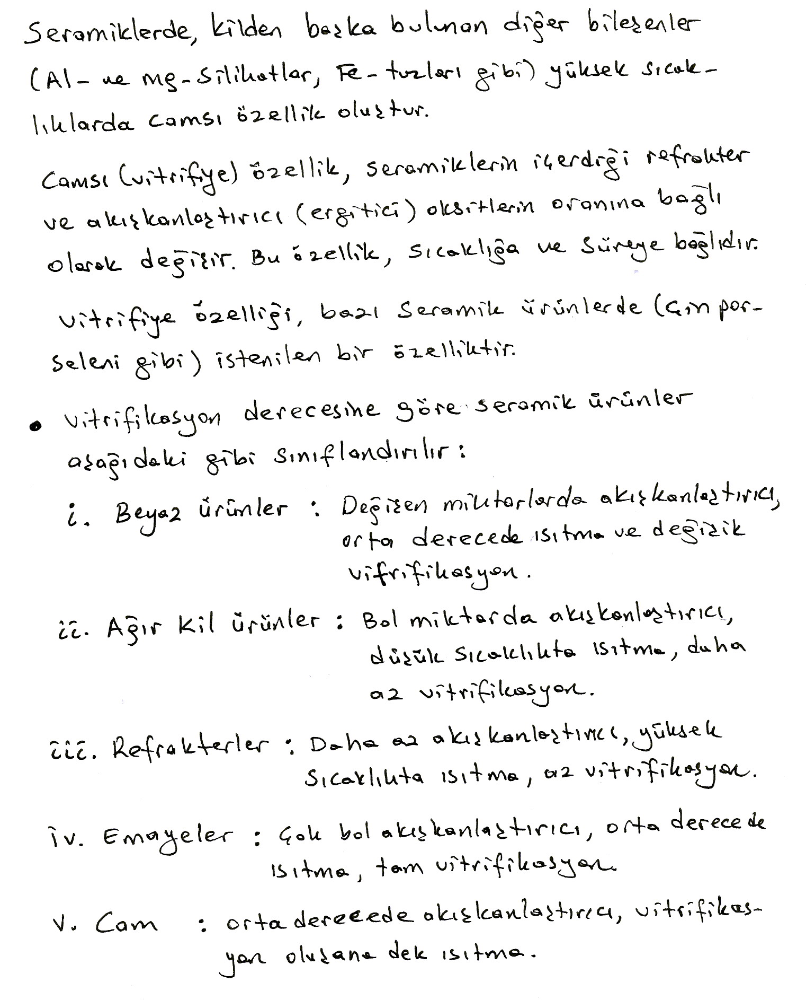 Seramiklerde, kilden başka bulunan diğer bileşenler
(Al- ve Mg-Silikatlar, Fe-tuzları gibi) yüksek sıcak-
lıklarda camsı özellik oluştur.
Camsı (vitrifiye) özellik, seramiklerin içerdiği refrakter
ve akışkanlaştırıcı (ergitici) oksitlerin oranına bağlı
olarak değişir. Bu özellik, sıcaklığa ve süreye bağlıdır.
Vitrifiye özelliği, bazı seramik ürünlerde (Çin por-
seleni gibi) istenilen bir özelliktir.
• Vitrifikasyon derecesine göre seramik ürünler
aşağıdaki gibi sınıflandırılır :
i. Beyaz ürünler : Değişen miktarlarda akışkanlaştırıcı,
orta derecede ısıtma ve değişik
vifrifikasyon.
ii. Ağır kil ürünler : Bol miktarda akışkanlaştırıcı,
düşük sıcaklıkta ısıtma, daha
az vitrifikasyon.
iii. Refrakterler : Daha az akışkanlaştırıcı, yüksek
sıcaklıkta ısıtma, az vitrifikasyon.
iv. Emayeler : Çok bol akışkanlaştırıcı, orta derecede
ısıtma, tam vitrifikasyon.
v. Cam : orta derecede akışkanlaştırıcı, vitrifikas-
yon oluşana dek ısıtma.